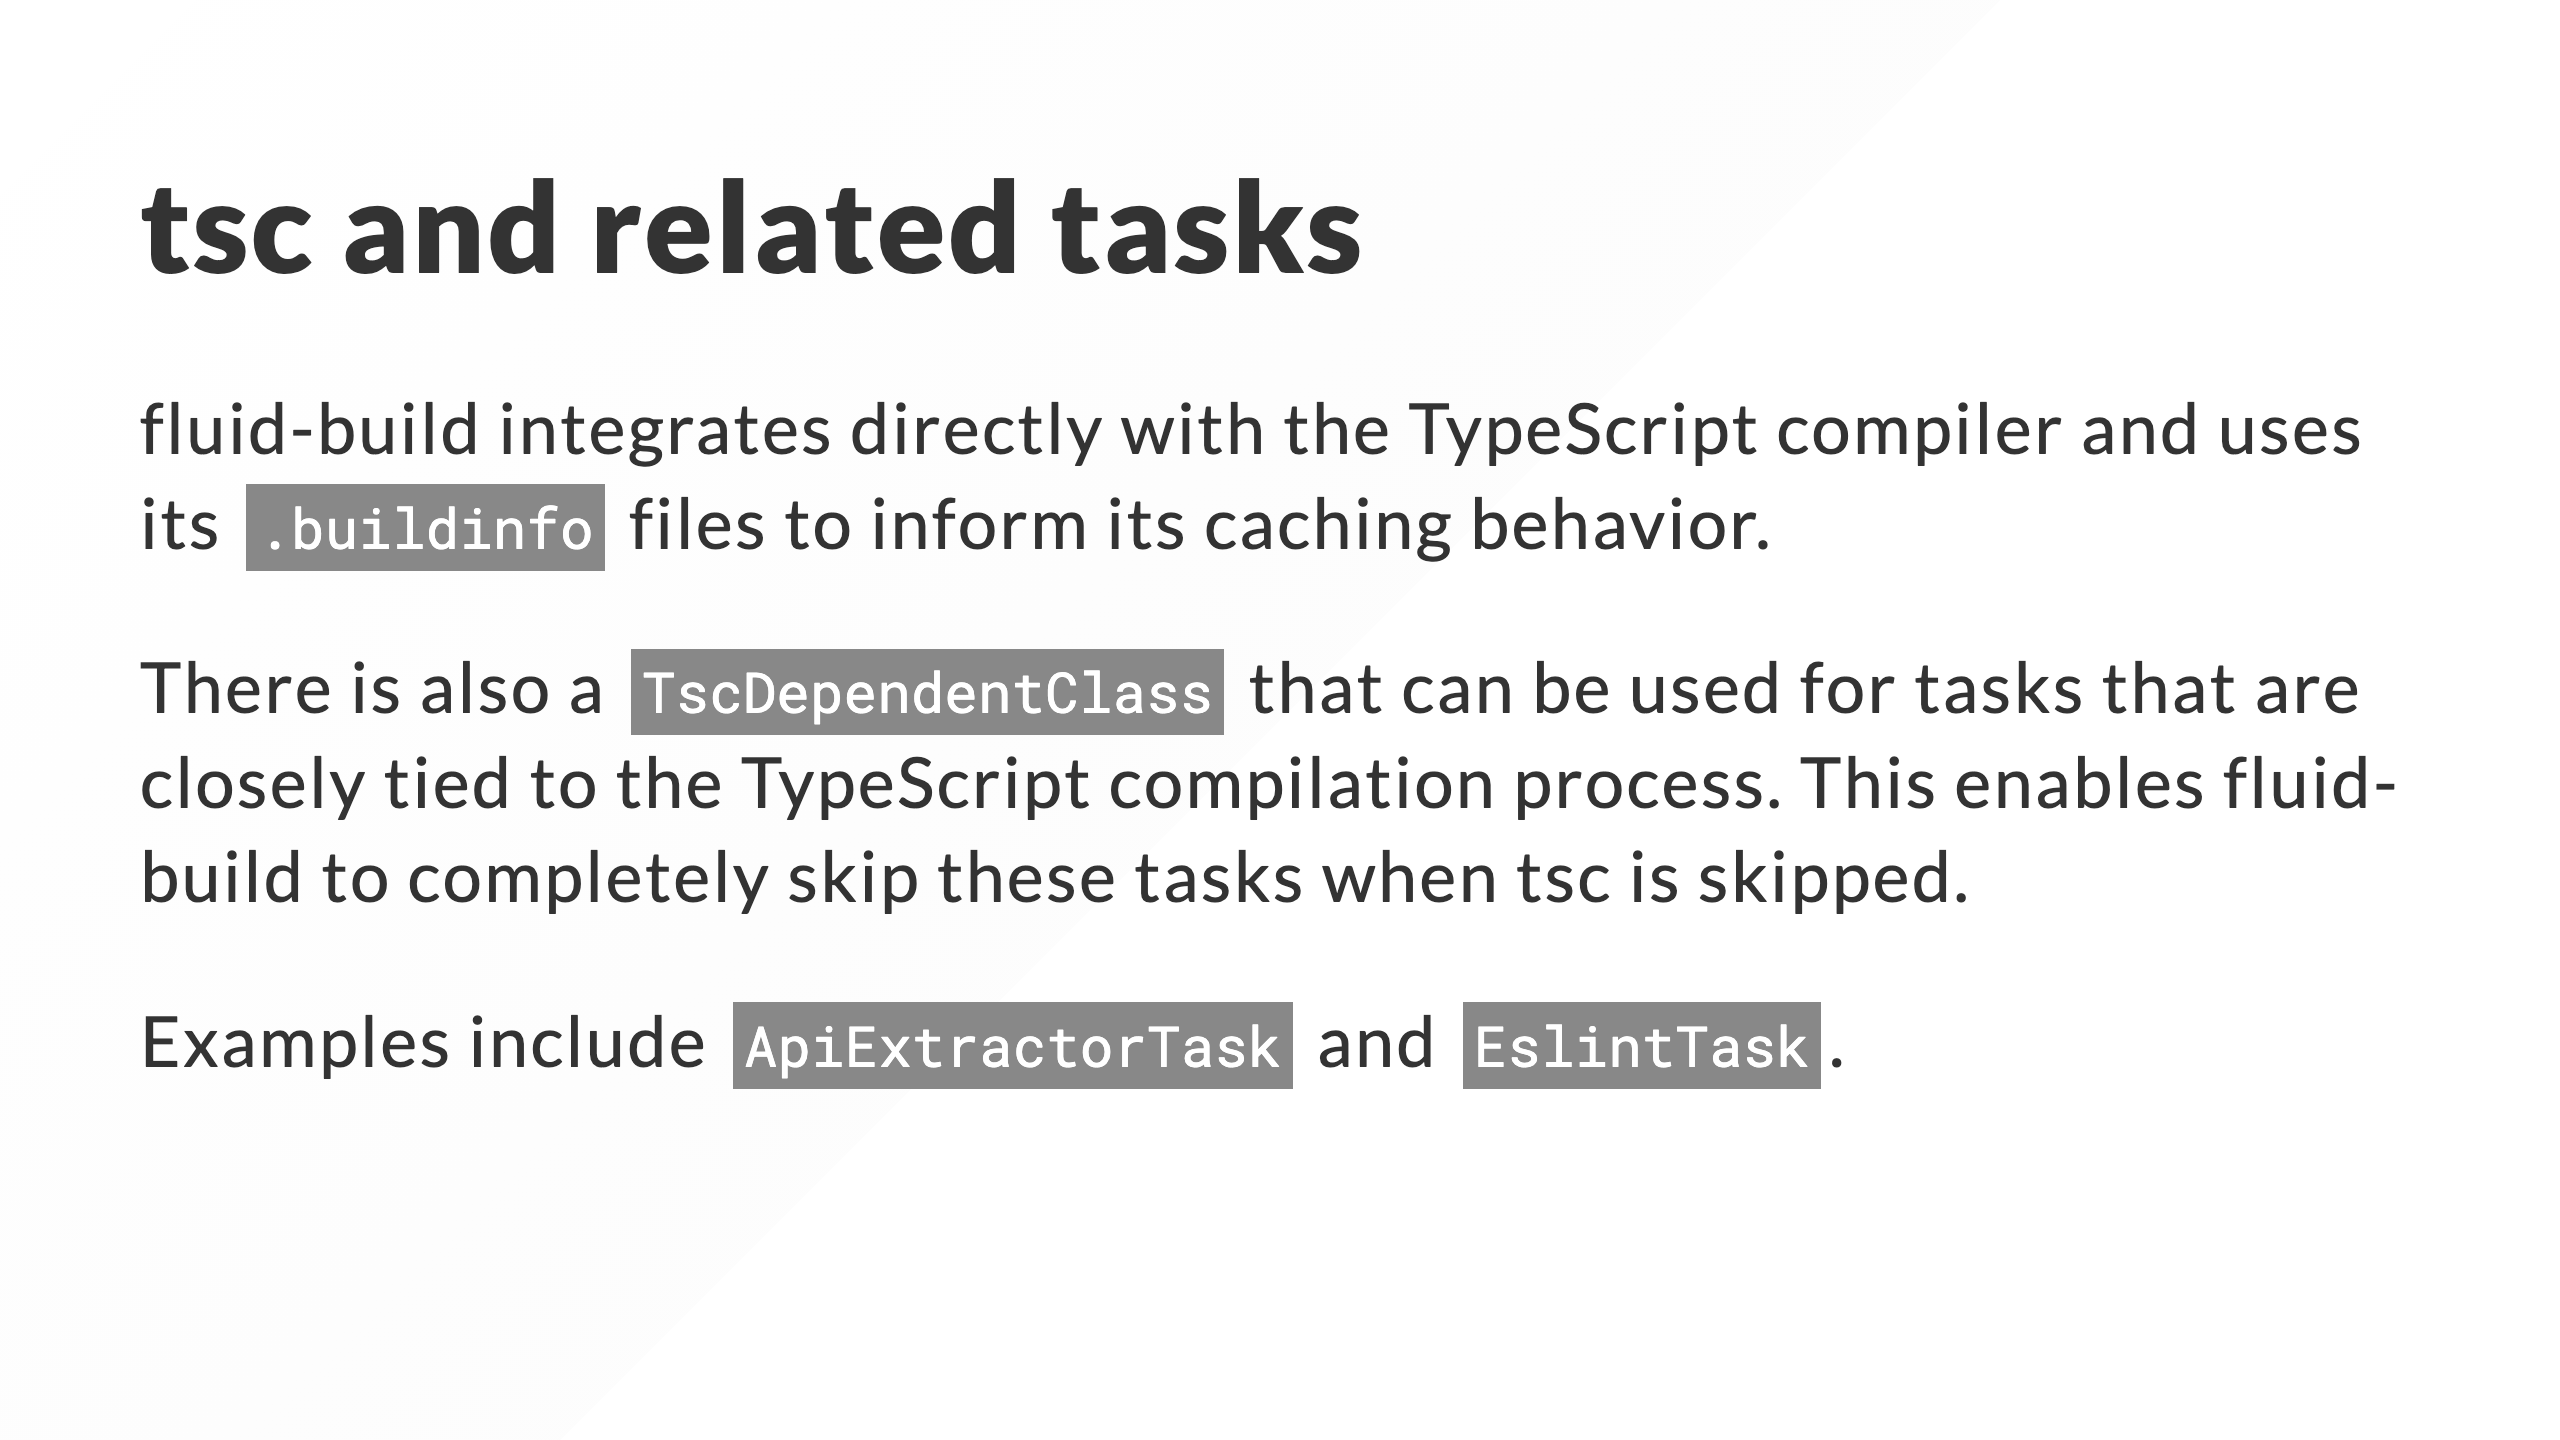 tsc and related tasks
fluid-build integrates directly with the TypeScript compiler and uses
its .buildinfo files to inform its caching behavior.
There is also a TscDependentClass that can be used for tasks that are
closely tied to the TypeScript compilation process. This enables fluid-
build to completely skip these tasks when tsc is skipped.
Examples include ApiExtractorTask and EslintTask.